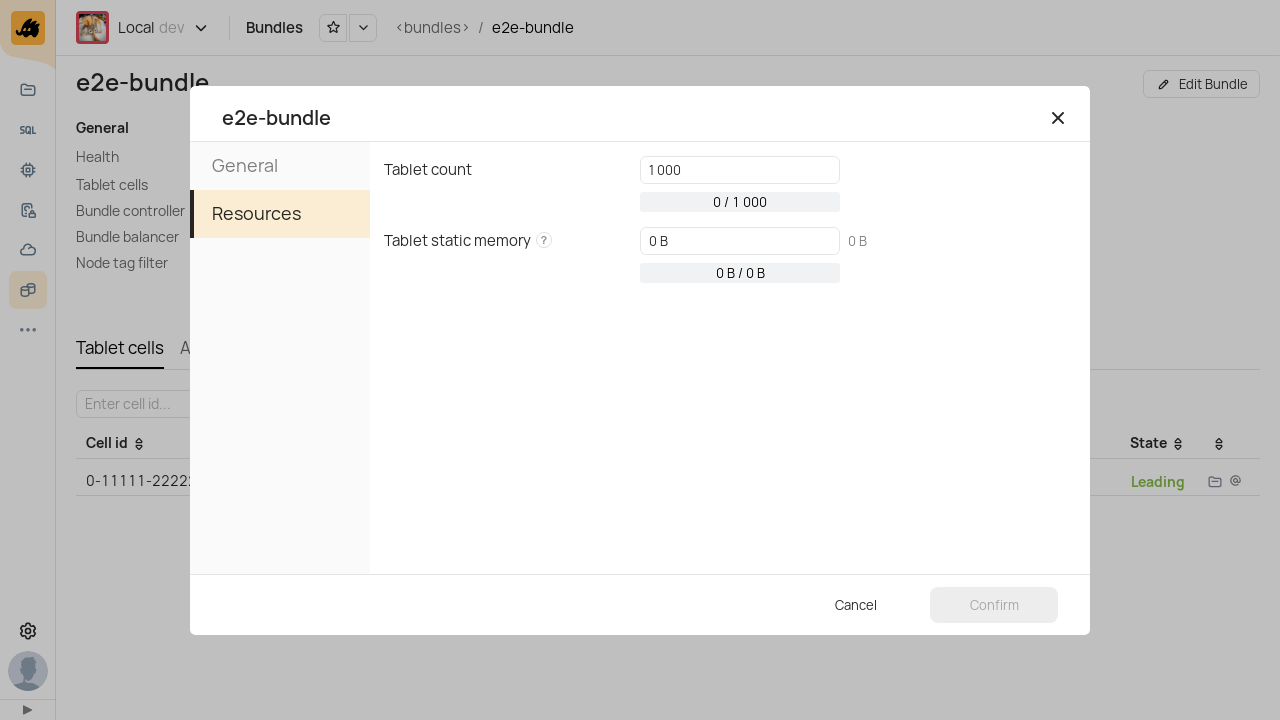 Local dev
Bundles
<bundles> / e2e-bundle
e2e-bundle
Edit Bundle
SQL
General
Health
Tablet cells
Bundle controller
Bundle balancer
Node tag filter
Tablet cells A
Enter cell id...
Cell id
State
0-11111-2222
Leading
@
e2e-bundle
General
Resources
Tablet count
1 000
0 / 1 000
Tablet static memory ?
0 B
0 B
0 B / 0 B
Cancel
Confirm